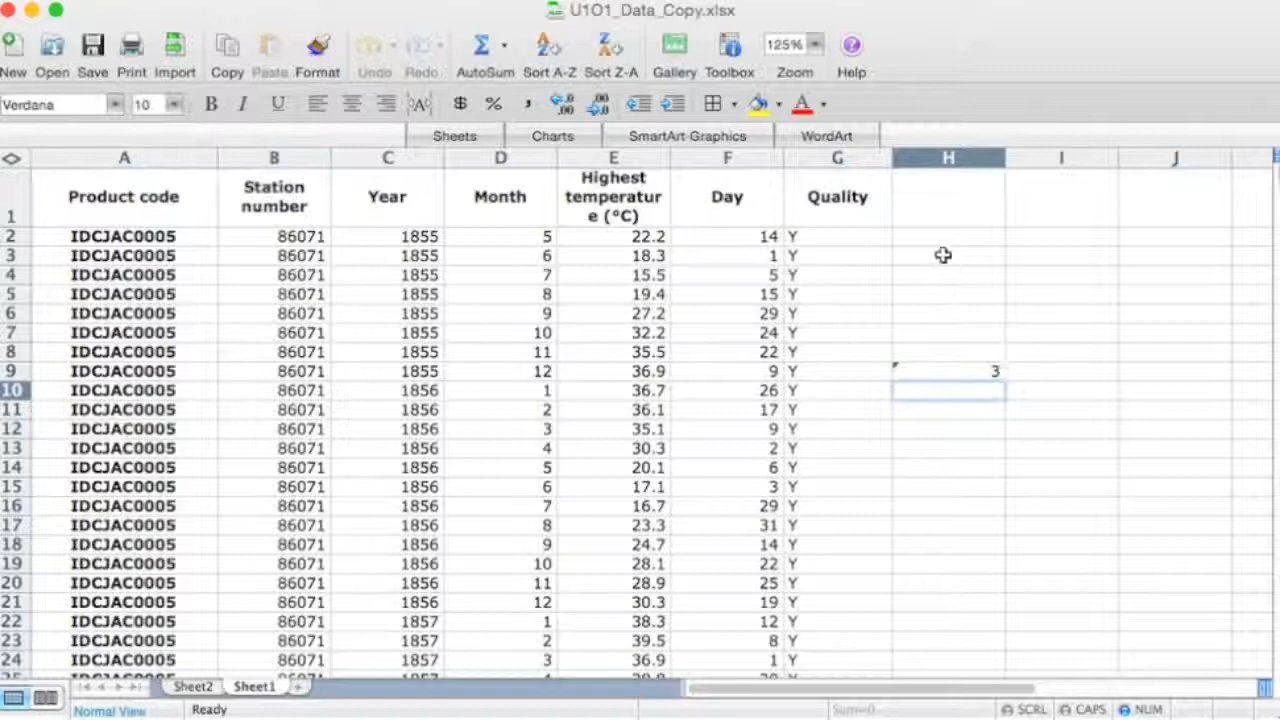 U1O1_Data_Copy.xlsx
New Open Save Print Import Copy Paste Format Undo Redo AutoSum Sort A-Z Sort Z-A Gallery Toolbox 125% Zoom Help
Verdana 10 B I U A $ % , .0 .00 .00 .0 A
Sheets Charts SmartArt Graphics WordArt
A B C D E F G H I J
1 Product code Station number Year Month Highest temperatur e (°C) Day Quality
2 IDCJAC0005 86071 1855 5 22.2 14 Y
3 IDCJAC0005 86071 1855 6 18.3 1 Y
4 IDCJAC0005 86071 1855 7 15.5 5 Y
5 IDCJAC0005 86071 1855 8 19.4 15 Y
6 IDCJAC0005 86071 1855 9 27.2 29 Y
7 IDCJAC0005 86071 1855 10 32.2 24 Y
8 IDCJAC0005 86071 1855 11 35.5 22 Y
9 IDCJAC0005 86071 1855 12 36.9 9 Y 3
10 IDCJAC0005 86071 1856 1 36.7 26 Y
11 IDCJAC0005 86071 1856 2 36.1 17 Y
12 IDCJAC0005 86071 1856 3 35.1 9 Y
13 IDCJAC0005 86071 1856 4 30.3 2 Y
14 IDCJAC0005 86071 1856 5 20.1 6 Y
15 IDCJAC0005 86071 1856 6 17.1 3 Y
16 IDCJAC0005 86071 1856 7 16.7 29 Y
17 IDCJAC0005 86071 1856 8 23.3 31 Y
18 IDCJAC0005 86071 1856 9 24.7 14 Y
19 IDCJAC0005 86071 1856 10 28.1 22 Y
20 IDCJAC0005 86071 1856 11 28.9 25 Y
21 IDCJAC0005 86071 1856 12 30.3 19 Y
22 IDCJAC0005 86071 1857 1 38.3 12 Y
23 IDCJAC0005 86071 1857 2 39.5 8 Y
24 IDCJAC0005 86071 1857 3 36.9 1 Y
Sheet2 Sheet1 +
Normal View Ready Sum=0 SCRL CAPS NUM